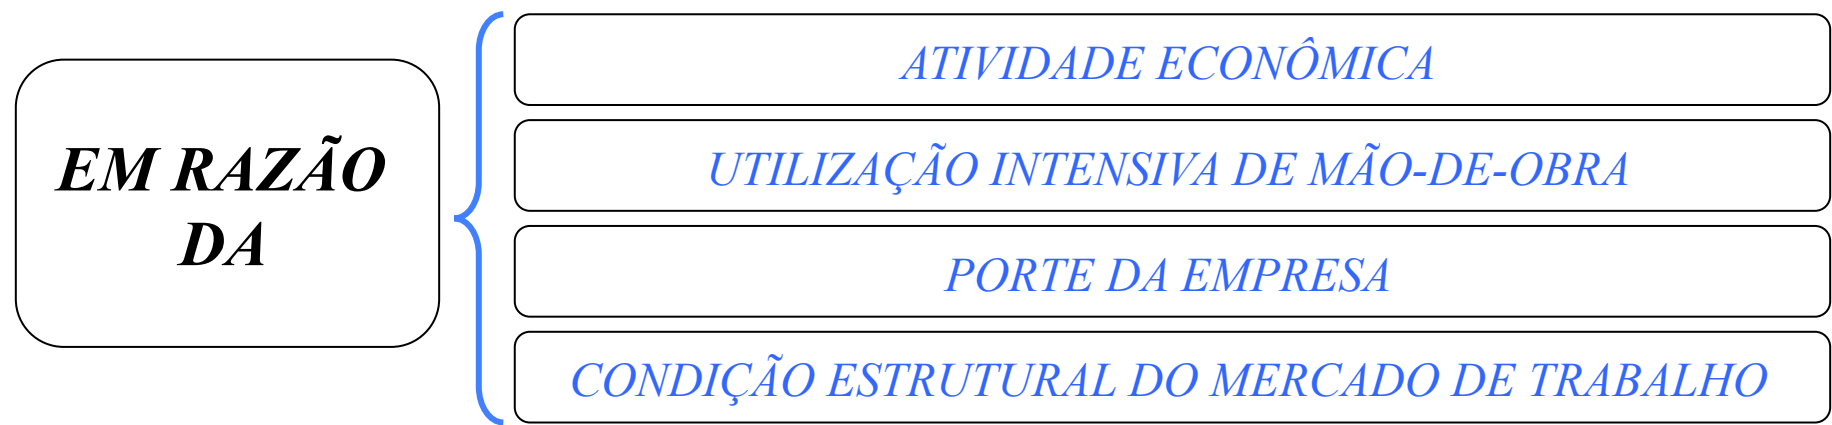 EM RAZÃO
DA
ATIVIDADE ECONÔMICA
UTILIZAÇÃO INTENSIVA DE MÃO-DE-OBRA
PORTE DA EMPRESA
CONDIÇÃO ESTRUTURAL DO MERCADO DE TRABALHO